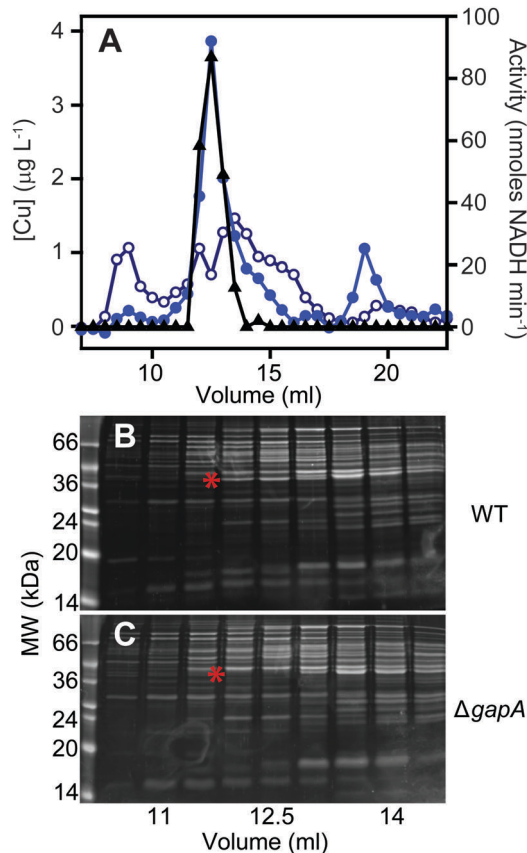 A
[Cu] (µg L-1)
4
3
2
1
0
Activity (nmoles NADH min-1)
100
80
60
40
20
0
10
15
20
Volume (ml)
B
MW (kDa)
66
36
24
20
14
*
WT
C
66
36
24
20
14
*
ΔgapA
11
12.5
14
Volume (ml)